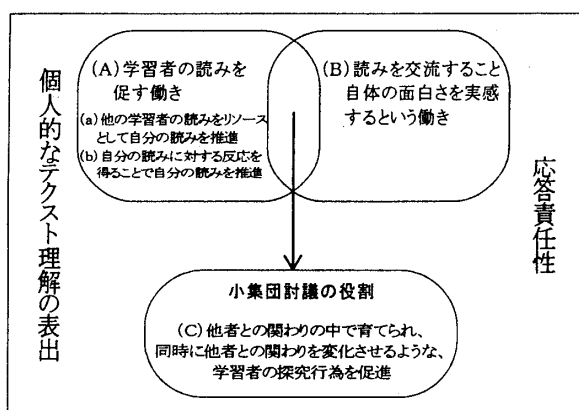 個人的なテクスト理解の表出
(A)学習者の読みを
促す働き
(a)他の学習者の読みをリソース
として自分の読みを推進
(b)自分の読みに対する反応を
得ることで自分の読みを推進
(B)読みを交流すること
自体の面白さを実感
するという働き
応答責任性
小集団討議の役割
(C)他者との関わりの中で育てられ、
同時に他者との関わりを変化させるような、
学習者の探究行為を促進